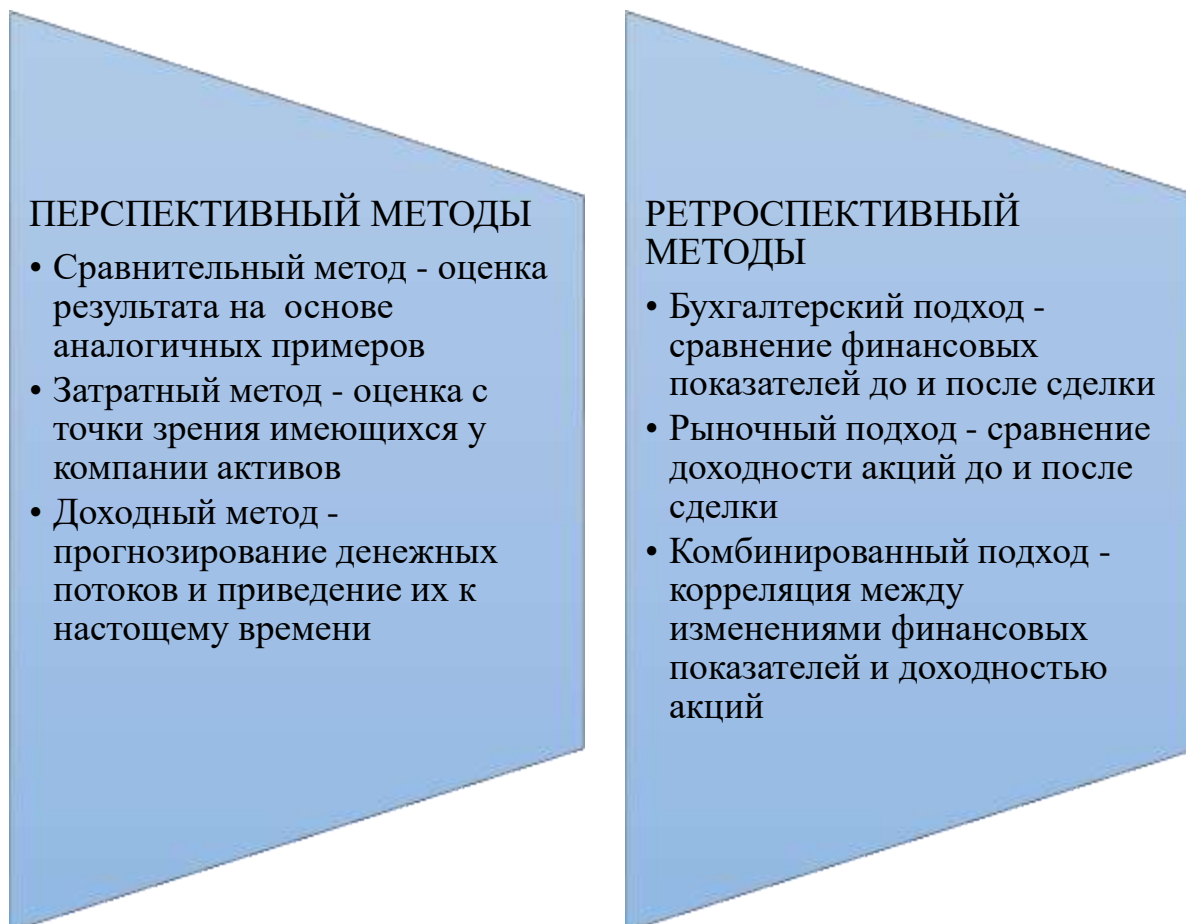 ПЕРСПЕКТИВНЫЙ МЕТОДЫ
• Сравнительный метод - оценка
результата на основе
аналогичных примеров
• Затратный метод - оценка с
точки зрения имеющихся у
компании активов
• Доходный метод -
прогнозирование денежных
потоков и приведение их к
настощему времени
РЕТРОСПЕКТИВНЫЙ
МЕТОДЫ
• Бухгалтерский подход -
сравнение финансовых
показателей до и после сделки
• Рыночный подход - сравнение
доходности акций до и после
сделки
• Комбинированный подход -
корреляция между
изменениями финансовых
показателей и доходностью
акций